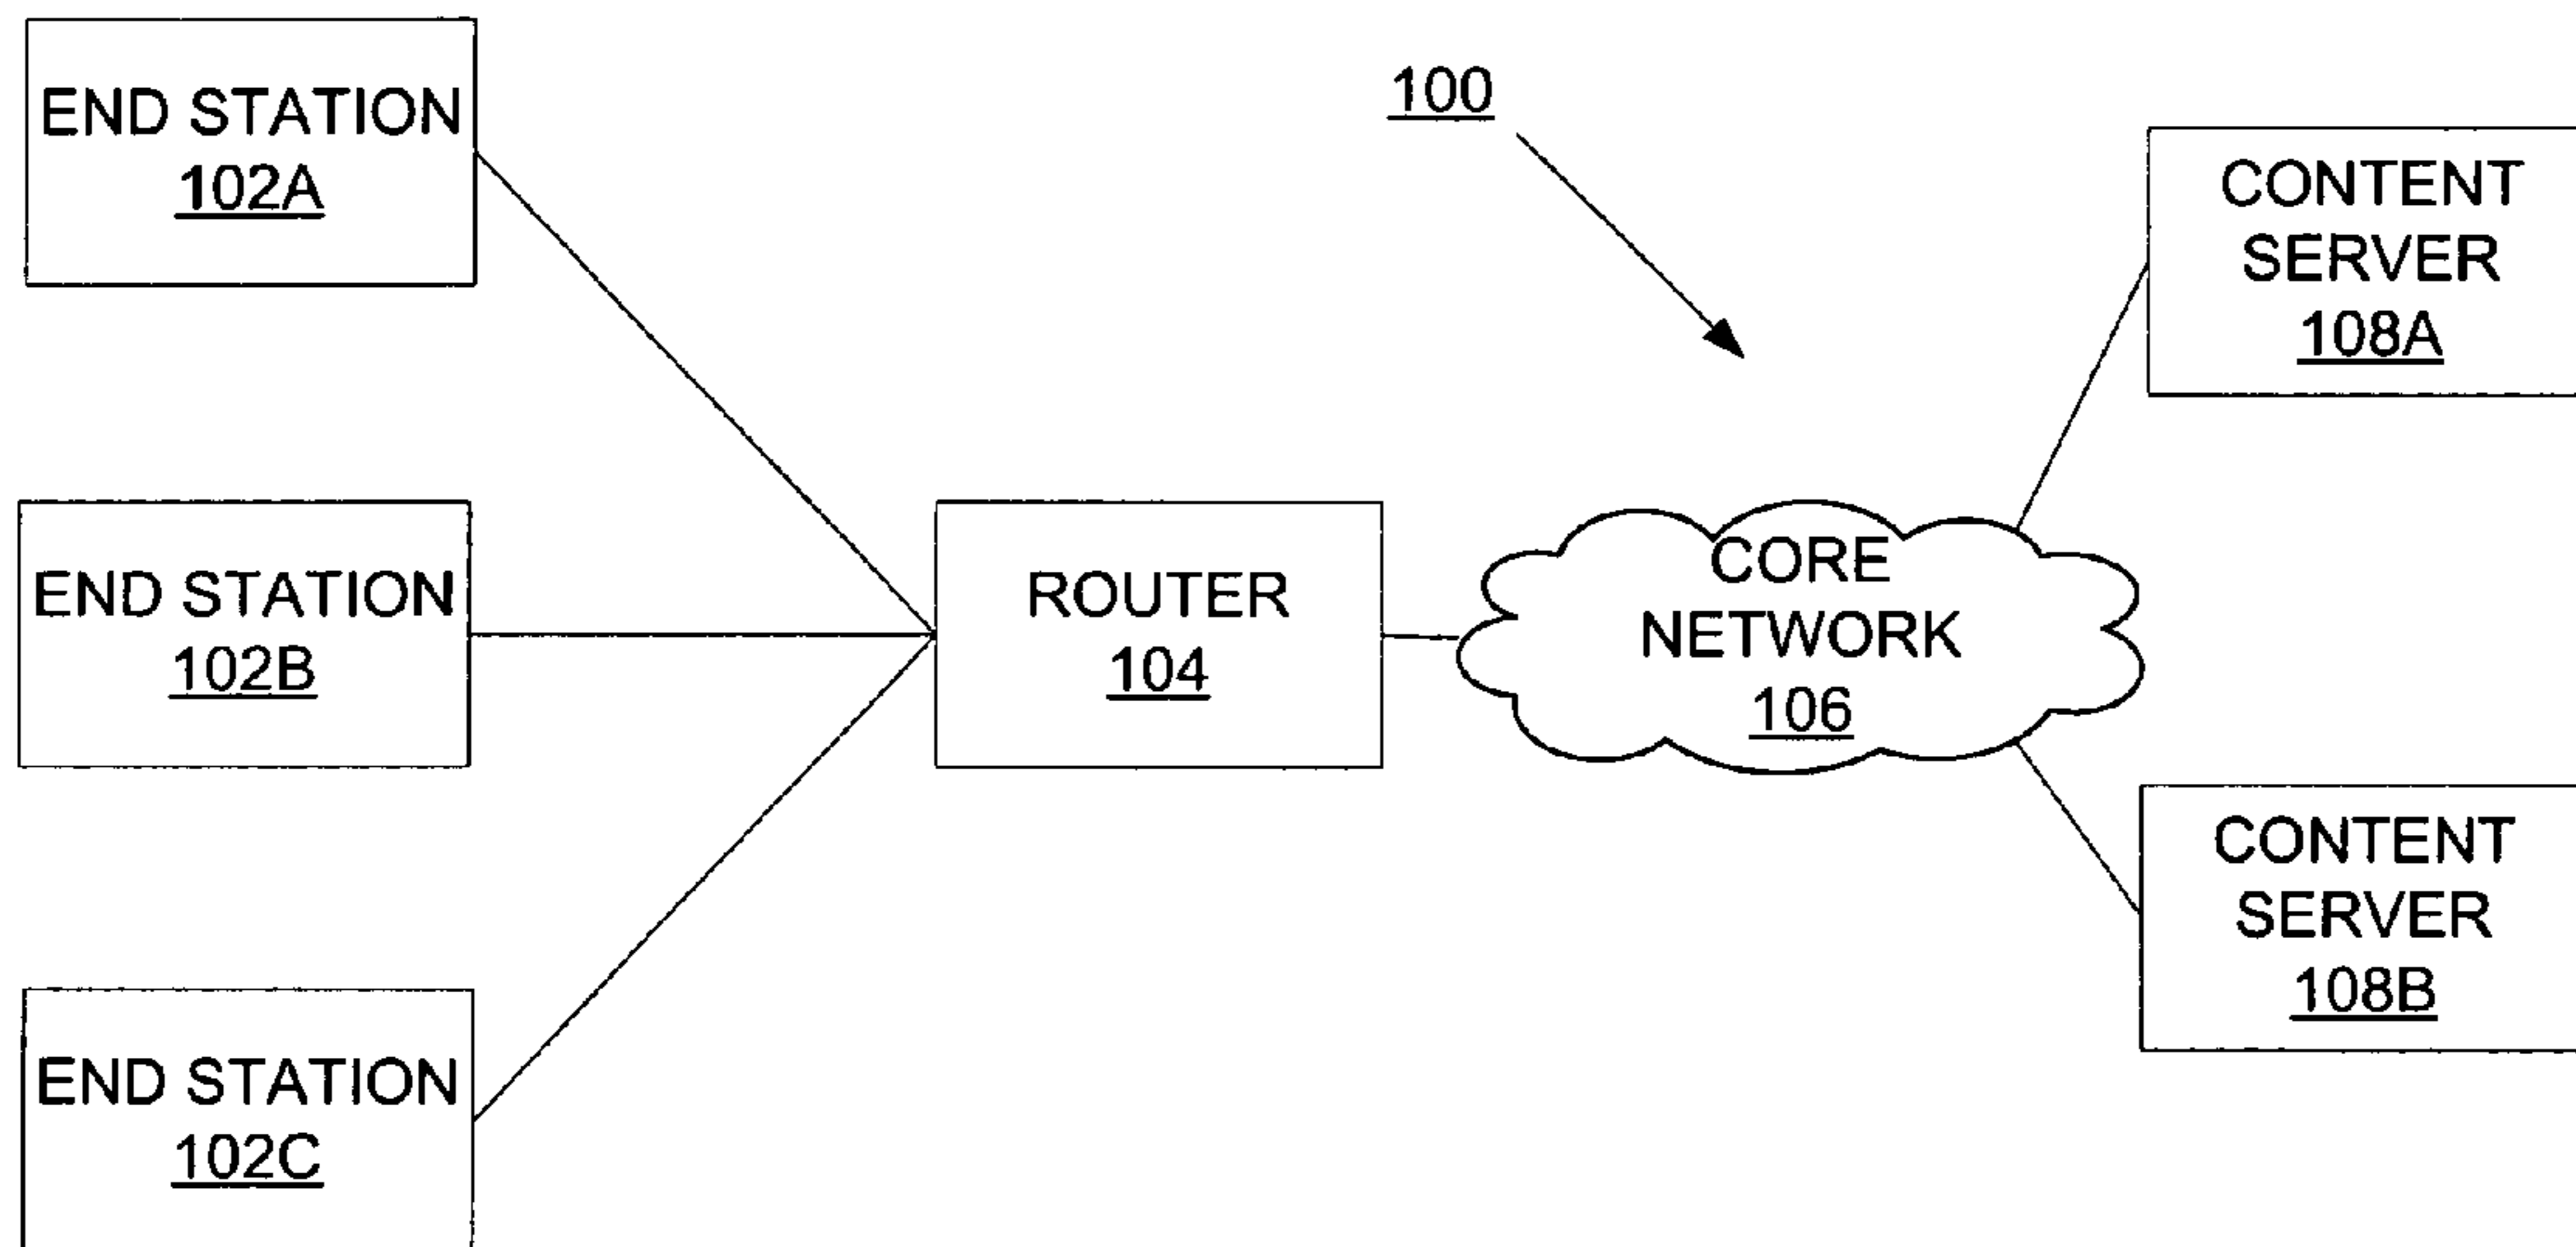 END STATION
102A
100
CONTENT
SERVER
108A
END STATION
102B
ROUTER
104
CORE
NETWORK
106
CONTENT
SERVER
108B
END STATION
102C